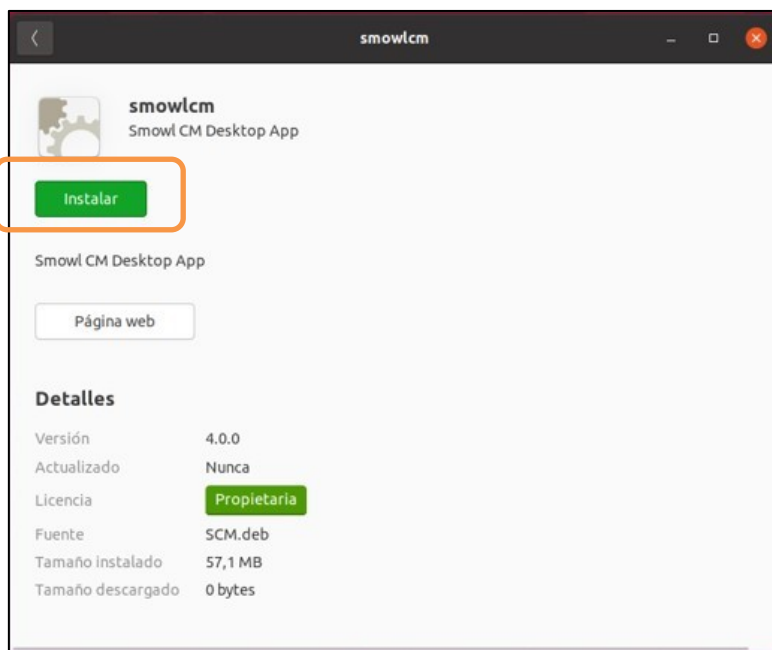 smowlcm
smowlcm
Smowl CM Desktop App
Instalar
Smowl CM Desktop App
Página web
Detalles
Versión 4.0.0
Actualizado Nunca
Licencia Propietaria
Fuente SCM.deb
Tamaño instalado 57,1 MB
Tamaño descargado 0 bytes